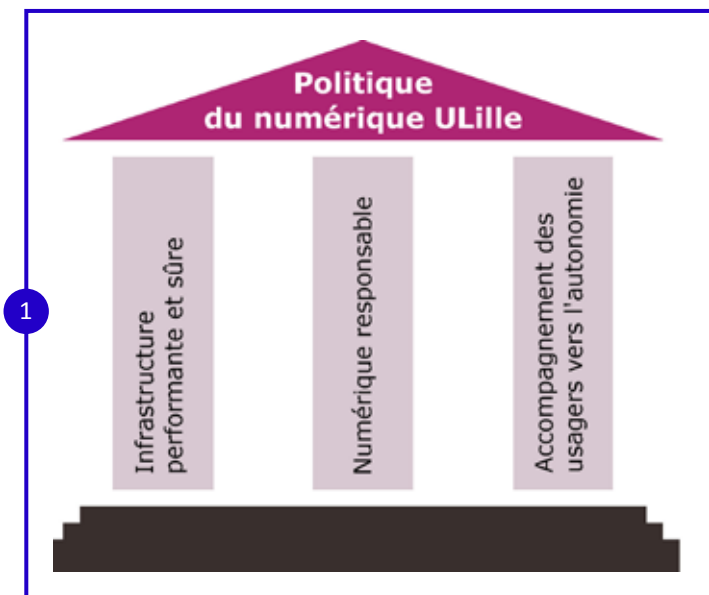 Politique
du numérique ULille
Infrastructure
performante et sûre
Numérique responsable
Accompagnement des
usagers vers l'autonomie
1